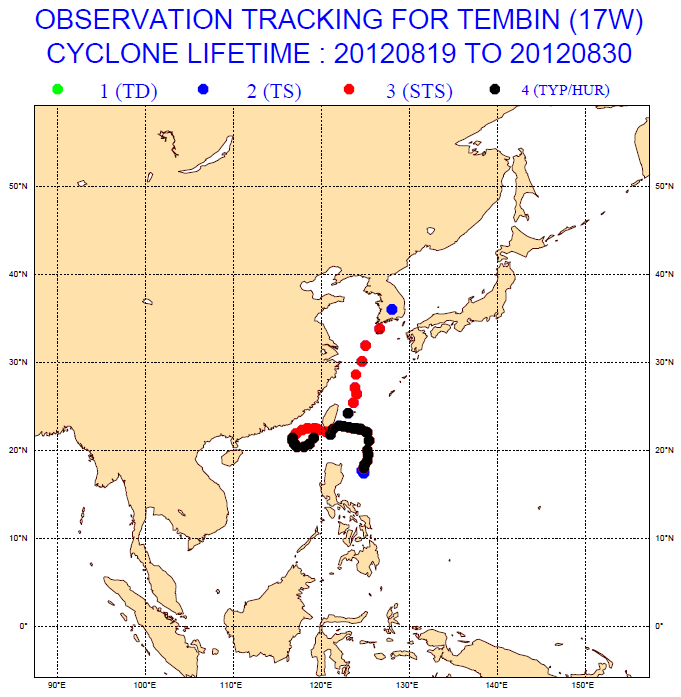 OBSERVATION TRACKING FOR TEMBIN (17W)
CYCLONE LIFETIME : 20120819 TO 20120830
1 (TD) 2 (TS) 3 (STS) 4 (TYP/HUR)
50°N 50°N
40°N 40°N
30°N 30°N
20°N 20°N
10°N 10°N
0° 0°
90°E 100°E 110°E 120°E 130°E 140°E 150°E